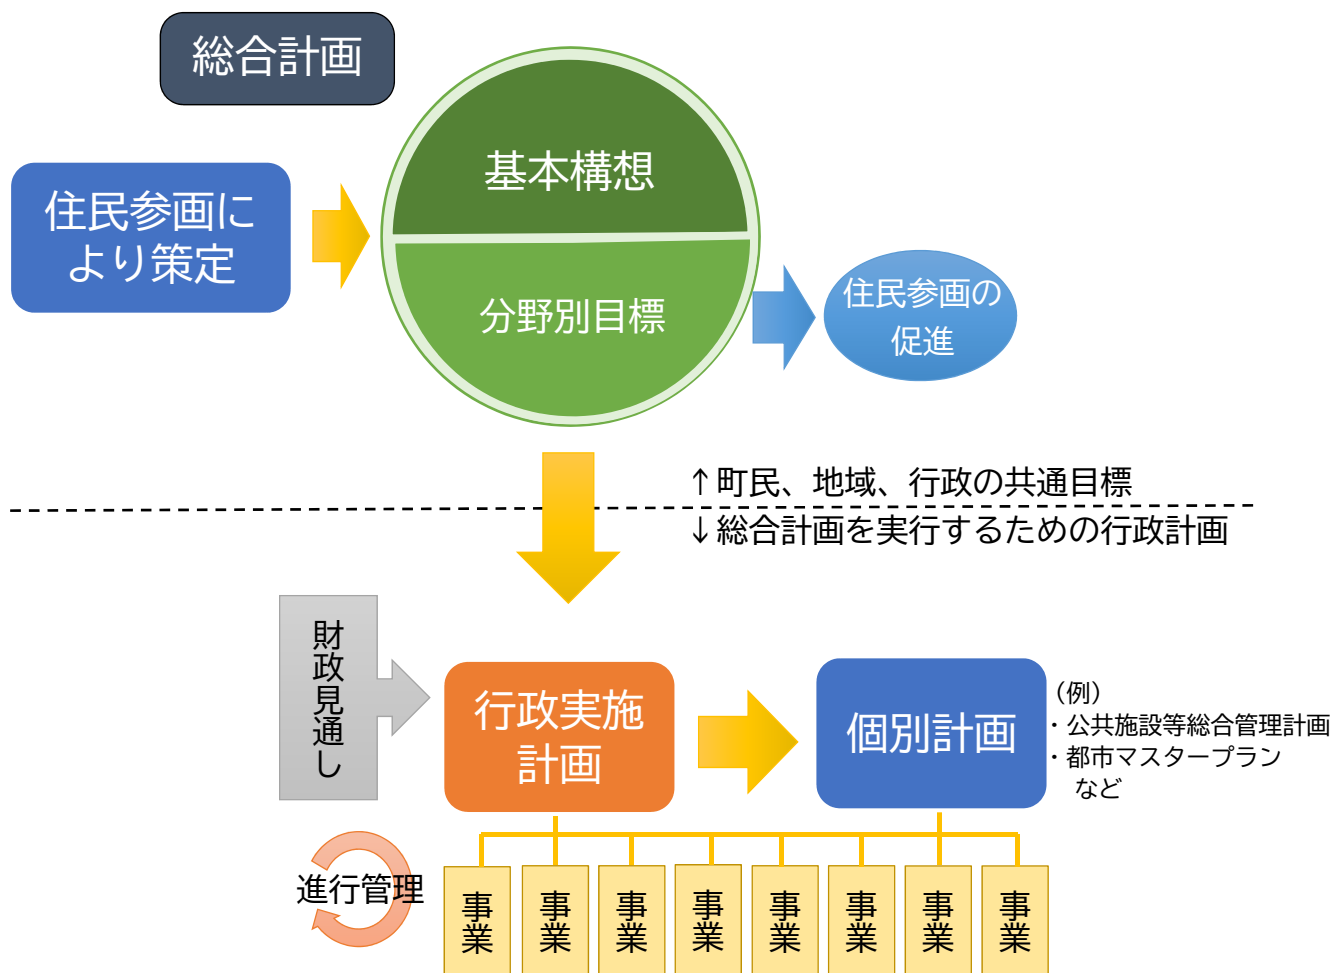 総合計画
基本構想
住民参画に
より策定
分野別目標
住民参画の
促進
↑町民、地域、行政の共通目標
↓総合計画を実行するための行政計画
財政見通し
行政実施
計画
個別計画
（例）
・公共施設等総合管理計画
・都市マスタープラン
など
進行管理
事業
事業
事業
事業
事業
事業
事業
事業